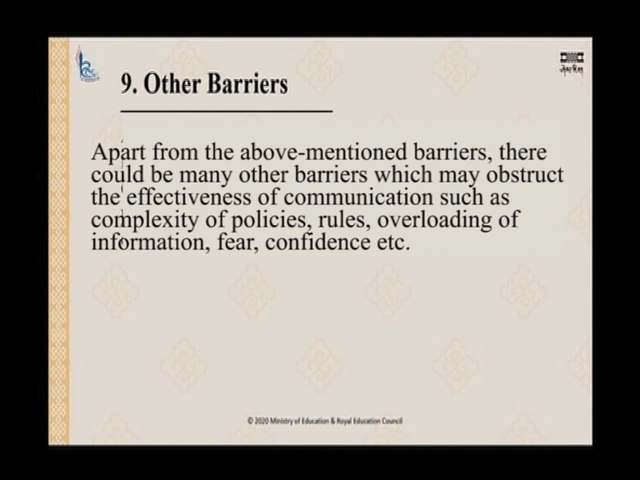 9. Other Barriers
Apart from the above-mentioned barriers, there
could be many other barriers which may obstruct
the effectiveness of communication such as
complexity of policies, rules, overloading of
information, fear, confidence etc.
© 2020 Ministry of Education & Royal Education Council